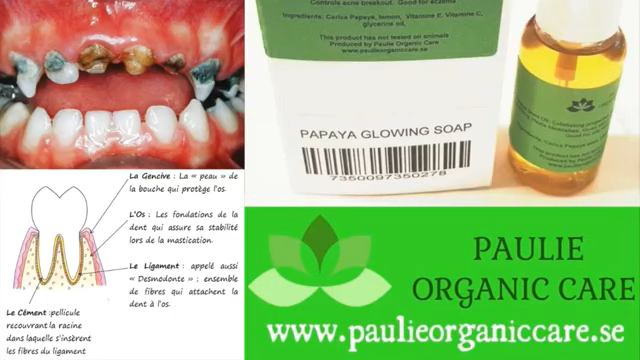 Controls acne breakout. Good for eczema
Ingredients: Carica Papaya, lemon, Vitamine E, Vitamine C,
glycerine oil,
This product has not tested on animals
Produced by Paulie Organic Care
www.pauliorganiccare.se
PAPAYA GLOWING SOAP
7350097350278
PAULIE
ORGANIC CARE
www.paulieorganiccare.se
La Gencive : La « peau » de
la bouche qui protège l'os.
L'Os : Les fondations de la
dent qui assure sa stabilité
lors de la mastication.
Le Ligament : appelé aussi
« Desmodonte » ; ensemble
de fibres qui attachent la
dent à l'os.
Le Cément : pellicule
recouvrant la racine
dans laquelle s'insèrent
les fibres du ligament